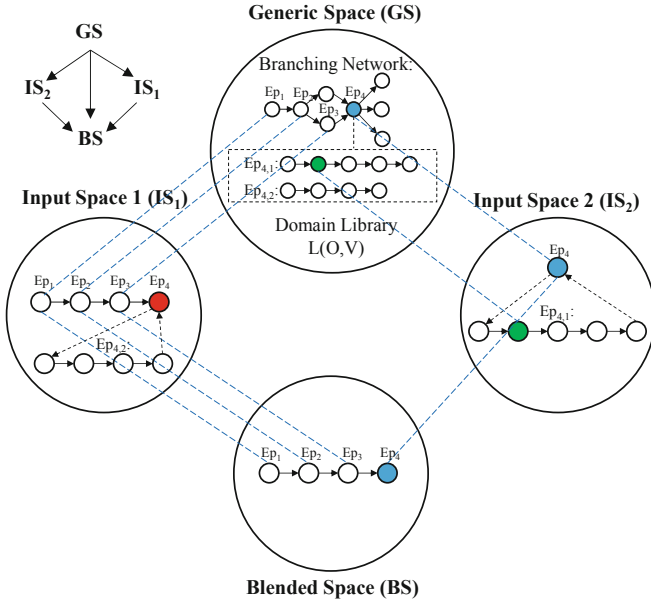 Generic Space (GS)
GS
IS2
IS1
BS
Branching Network:
Ep1
Ep2
Ep3
Ep4
Ep4,1:
Ep4,2:
Domain Library
L(O,V)
Input Space 1 (IS1)
Ep1
Ep2
Ep3
Ep4
Ep4,2:
Input Space 2 (IS2)
Ep4
Ep4,1:
Ep1
Ep2
Ep3
Ep4
Blended Space (BS)